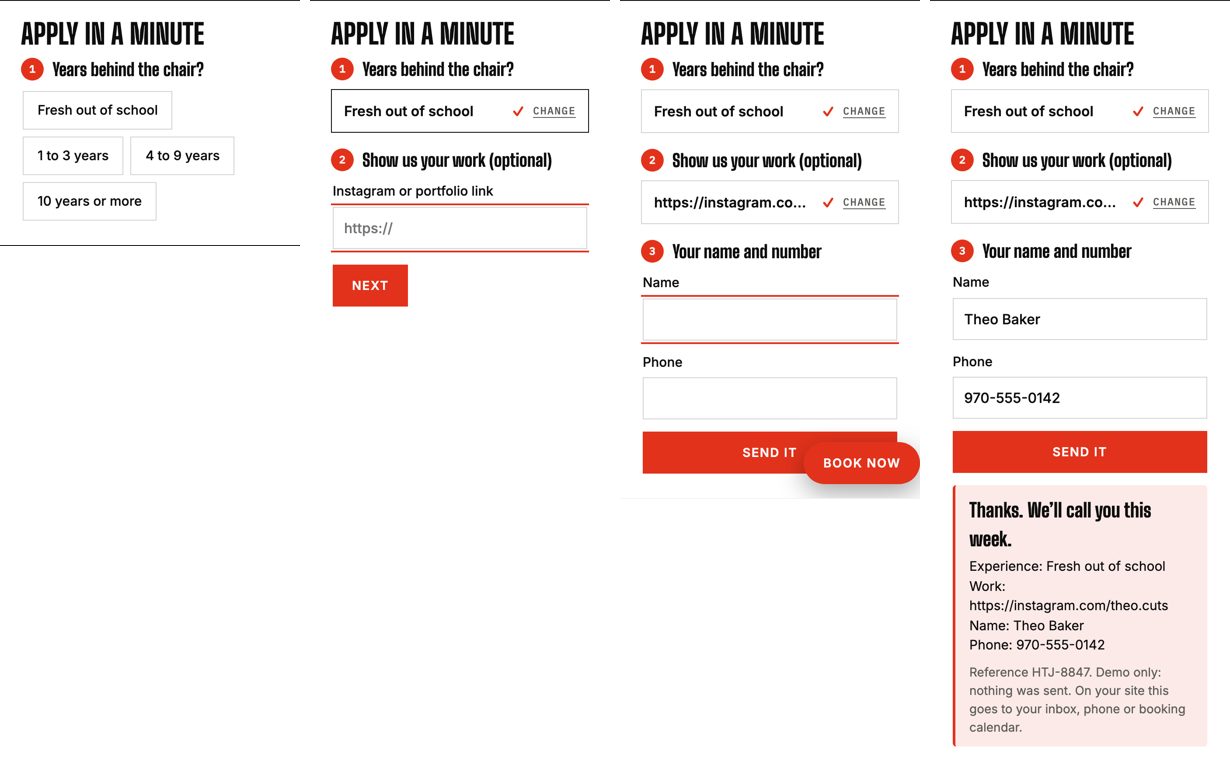 APPLY IN A MINUTE
1 Years behind the chair?
Fresh out of school
1 to 3 years
4 to 9 years
10 years or more
APPLY IN A MINUTE
1 Years behind the chair?
Fresh out of school ✓ CHANGE
2 Show us your work (optional)
Instagram or portfolio link
https://
NEXT
APPLY IN A MINUTE
1 Years behind the chair?
Fresh out of school ✓ CHANGE
2 Show us your work (optional)
https://instagram.co... ✓ CHANGE
3 Your name and number
Name
Phone
SEND IT
BOOK NOW
APPLY IN A MINUTE
1 Years behind the chair?
Fresh out of school ✓ CHANGE
2 Show us your work (optional)
https://instagram.co... ✓ CHANGE
3 Your name and number
Name
Theo Baker
Phone
970-555-0142
SEND IT
Thanks. We’ll call you this
week.
Experience: Fresh out of school
Work:
https://instagram.com/theo.cuts
Name: Theo Baker
Phone: 970-555-0142
Reference HTJ-8847. Demo only:
nothing was sent. On your site this
goes to your inbox, phone or booking
calendar.